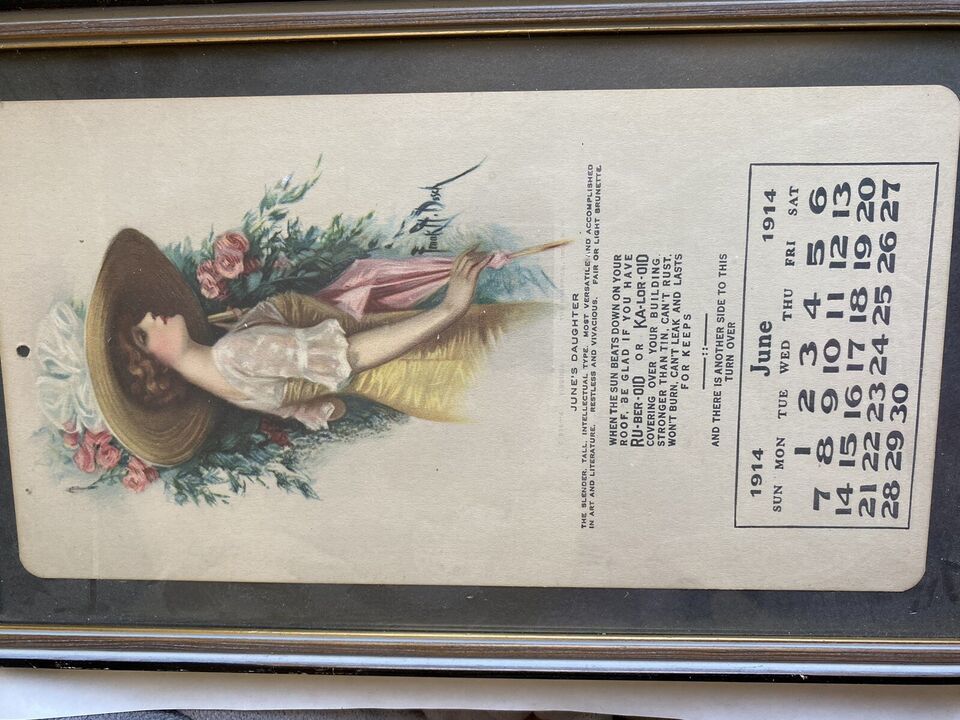 Frank H. Desch
JUNE'S DAUGHTER
THE SLENDER, TALL, INTELLECTUAL TYPE. MOST VERSATILE AND ACCOMPLISHED
IN ART AND LITERATURE. RESTLESS AND VIVACIOUS. FAIR OR LIGHT BRUNETTE.
WHEN THE SUN BEATS DOWN ON YOUR
ROOF, BE GLAD IF YOU HAVE
RU-BER-OID OR KA-LOR-OID
COVERING OVER YOUR BUILDING.
STRONGER THAN TIN, CAN'T RUST,
WON'T BURN, CAN'T LEAK AND LASTS
FOR KEEPS
——::——
AND THERE IS ANOTHER SIDE TO THIS
TURN OVER
1914 June 1914
SUN MON TUE WED THU FRI SAT
1 2 3 4 5 6
7 8 9 10 11 12 13
14 15 16 17 18 19 20
21 22 23 24 25 26 27
28 29 30